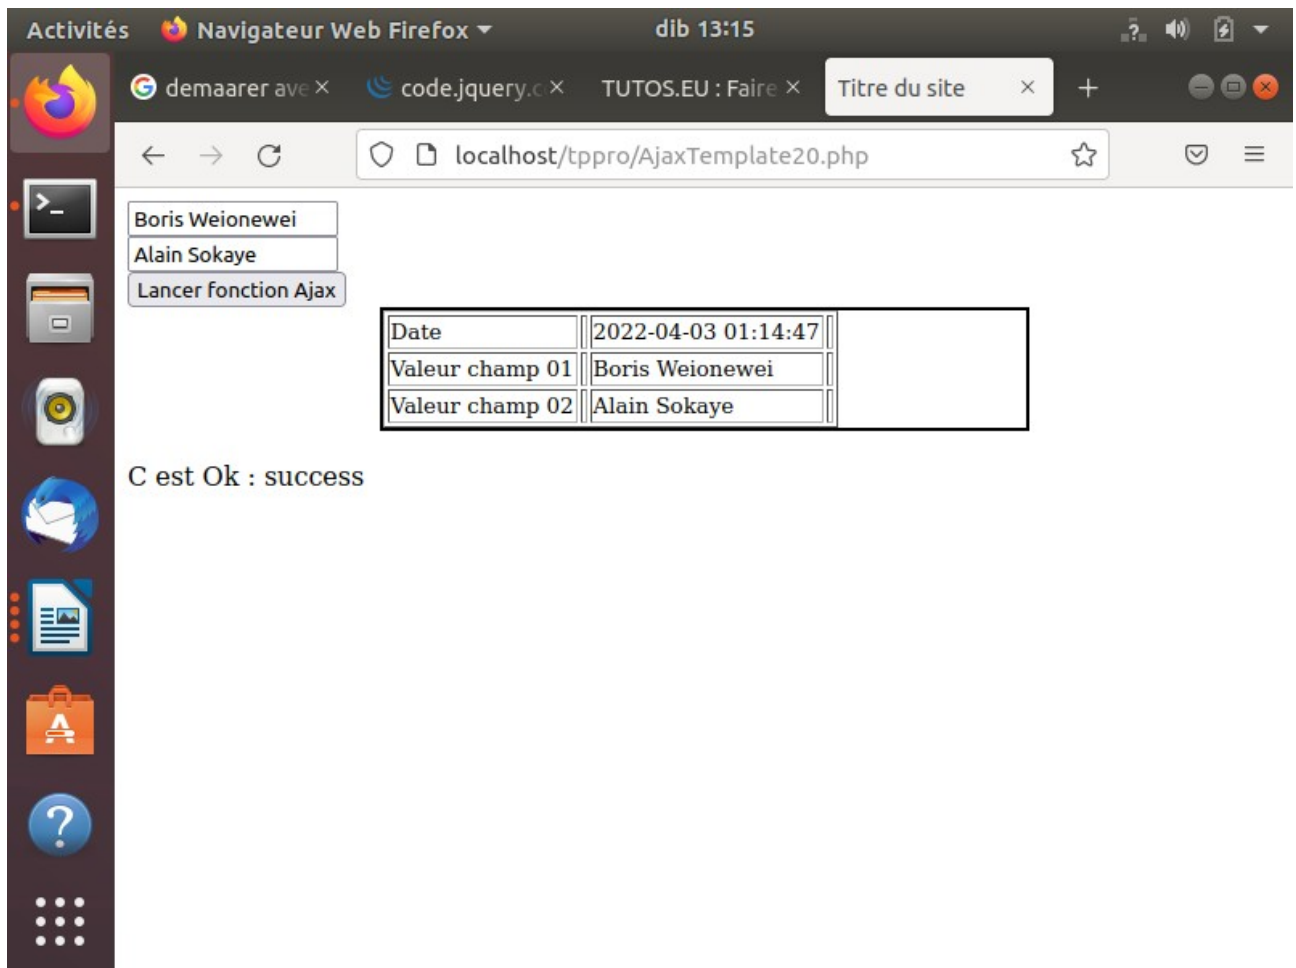 Activités Navigateur Web Firefox dib 13:15
demaarer ave code.jquery.c TUTOS.EU : Faire Titre du site
localhost/tppro/AjaxTemplate20.php
Boris Weionewei
Alain Sokaye
Lancer fonction Ajax
Date 2022-04-03 01:14:47
Valeur champ 01 Boris Weionewei
Valeur champ 02 Alain Sokaye
C est Ok : success